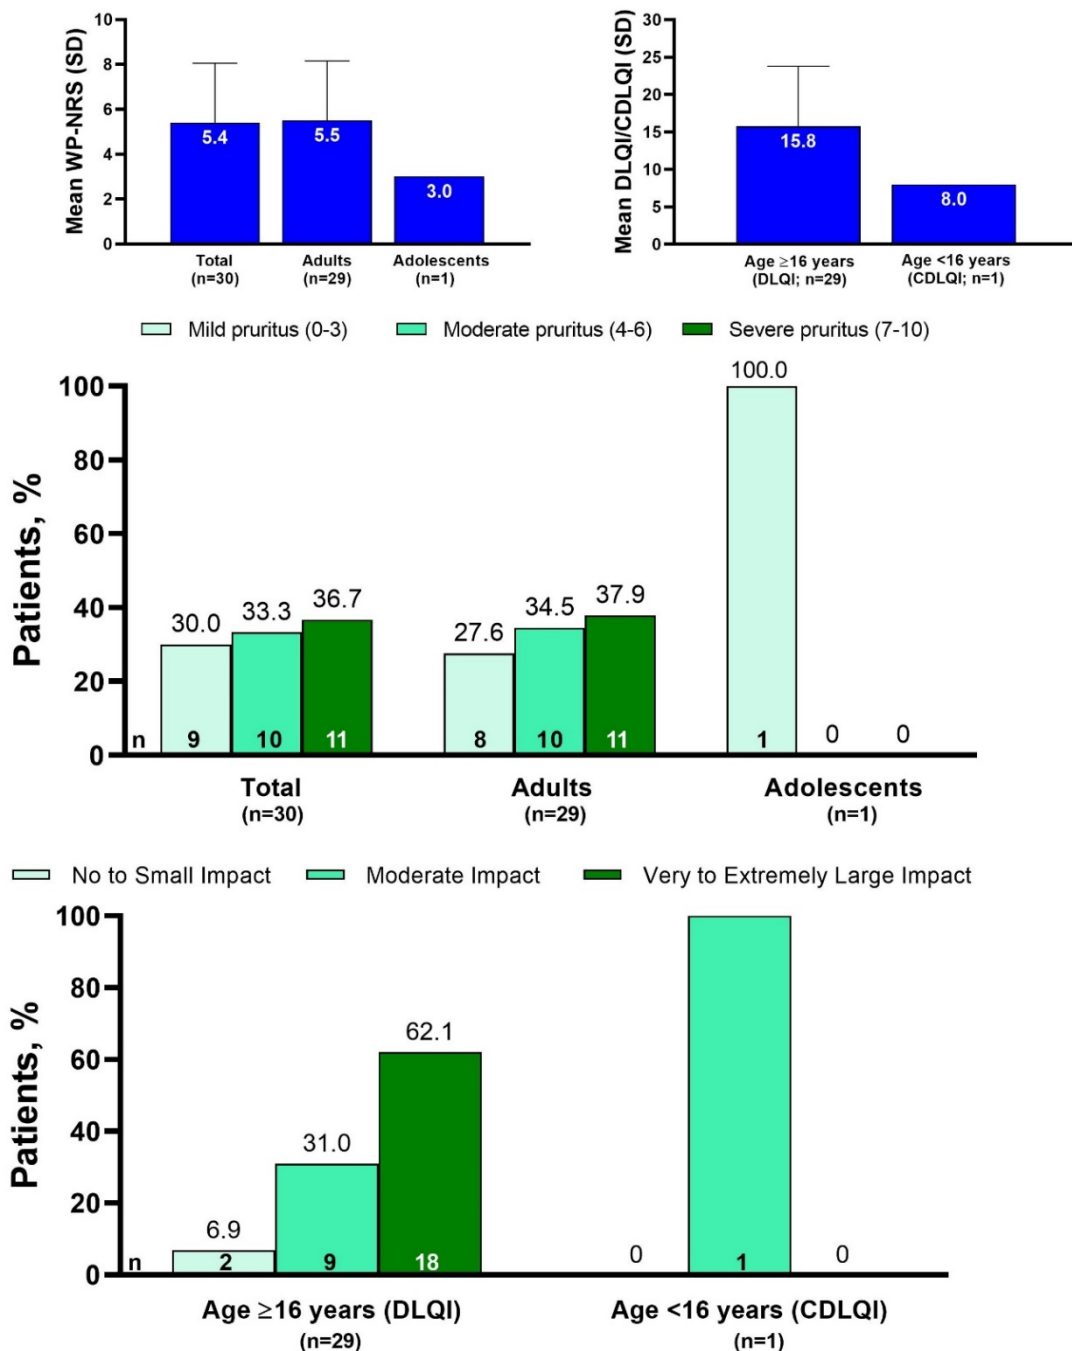 Mean WP-NRS (SD)
10
8
6
4
2
0
5.4
5.5
3.0
Total
(n=30)
Adults
(n=29)
Adolescents
(n=1)
Mean DLQI/CDLQI (SD)
30
25
20
15
10
5
0
15.8
8.0
Age ≥16 years
(DLQI; n=29)
Age <16 years
(CDLQI; n=1)
Mild pruritus (0-3)
Moderate pruritus (4-6)
Severe pruritus (7-10)
Patients, %
100
80
60
40
20
0
30.0
33.3
36.7
27.6
34.5
37.9
100.0
0
0
n
9
10
11
8
10
11
1
Total
(n=30)
Adults
(n=29)
Adolescents
(n=1)
No to Small Impact
Moderate Impact
Very to Extremely Large Impact
Patients, %
100
80
60
40
20
0
6.9
31.0
62.1
0
0
n
2
9
18
1
Age ≥16 years (DLQI)
(n=29)
Age <16 years (CDLQI)
(n=1)